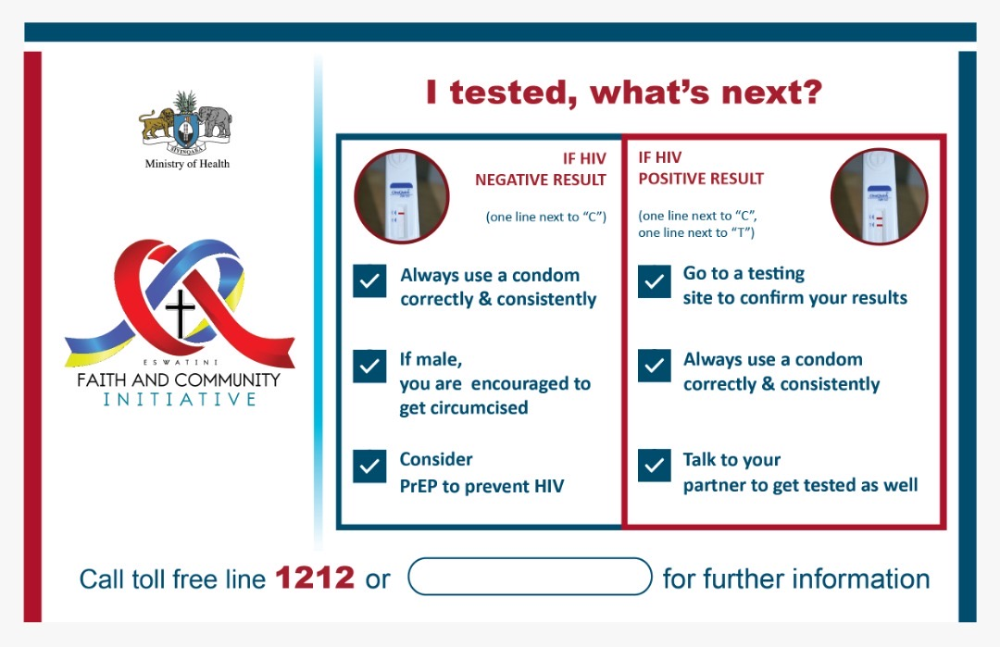 SIYINQABA
Ministry of Health
ESWATINI
FAITH AND COMMUNITY
INITIATIVE
I tested, what's next?
IF HIV
NEGATIVE RESULT
(one line next to "C")
Always use a condom
correctly & consistently
If male,
you are encouraged to
get circumcised
Consider
PrEP to prevent HIV
IF HIV
POSITIVE RESULT
(one line next to "C",
one line next to "T")
Go to a testing
site to confirm your results
Always use a condom
correctly & consistently
Talk to your
partner to get tested as well
Call toll free line 1212 or for further information